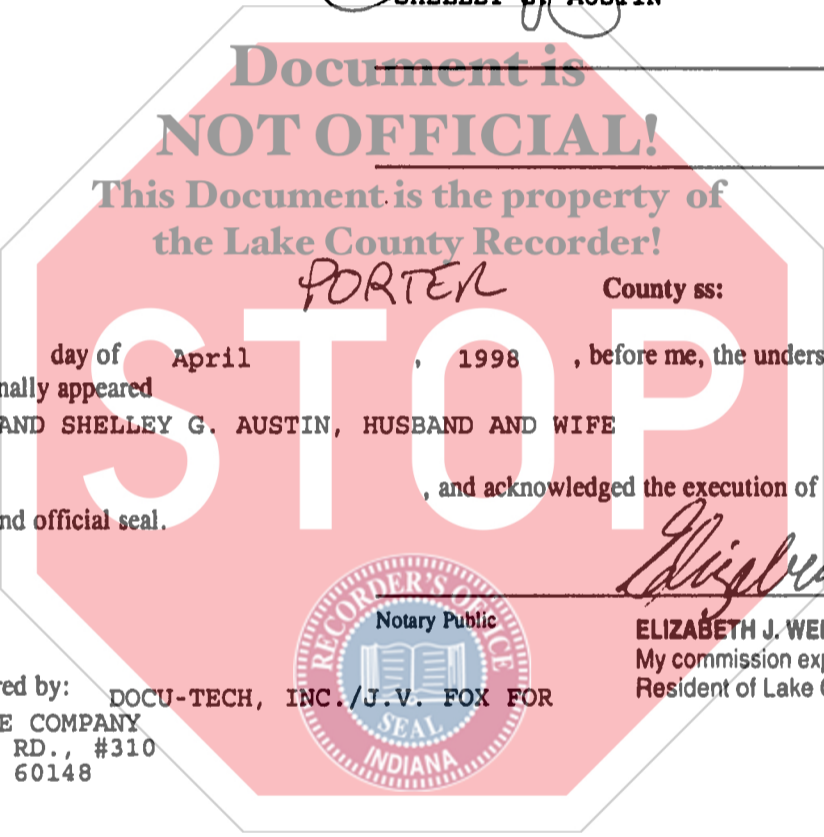 SHELLEY G. AUSTIN
Document is
NOT OFFICIAL!
This Document is the property of
the Lake County Recorder!
PORTER County ss:
day of April , 1998 , before me, the unders
nally appeared
AND SHELLEY G. AUSTIN, HUSBAND AND WIFE
STOP
, and acknowledged the execution of
nd official seal.
RECORDER'S OFFICE
SEAL
INDIANA
Elizabe
Notary Public
ELIZABETH J. WE
My commission exp
Resident of Lake
red by: DOCU-TECH, INC./J.V. FOX FOR
E COMPANY
RD., #310
60148